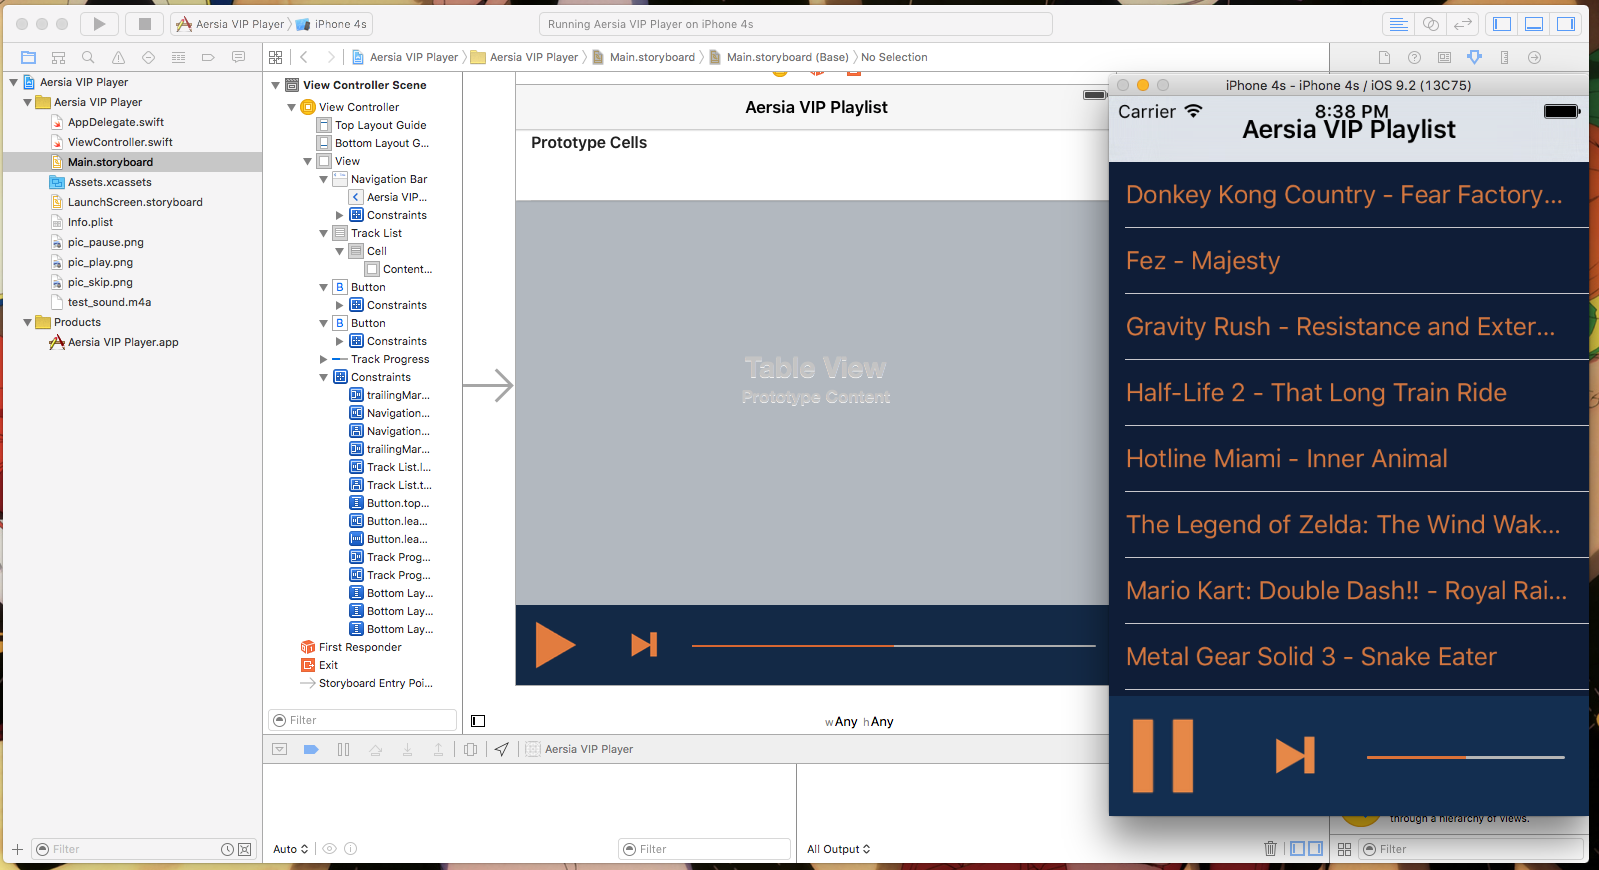 Aersia VIP Player
iPhone 4s
Running Aersia VIP Player on iPhone 4s
Aersia VIP Player
Aersia VIP Player
Main.storyboard
Main.storyboard (Base)
No Selection
Aersia VIP Player
Aersia VIP Player
AppDelegate.swift
ViewController.swift
Main.storyboard
Assets.xcassets
LaunchScreen.storyboard
Info.plist
pic_pause.png
pic_play.png
pic_skip.png
test_sound.m4a
Products
Aersia VIP Player.app
Filter
View Controller Scene
View Controller
Top Layout Guide
Bottom Layout G...
View
Navigation Bar
Aersia VIP...
Constraints
Track List
Cell
Content...
B Button
Constraints
B Button
Constraints
Track Progress
Constraints
trailingMar...
Navigation...
Navigation...
trailingMar...
Track List.l...
Track List.t...
Button.top...
Button.lea...
Button.lea...
Track Prog...
Track Prog...
Bottom Lay...
Bottom Lay...
Bottom Lay...
First Responder
Exit
Storyboard Entry Poi...
Filter
Aersia VIP Playlist
Prototype Cells
Table View
Prototype Content
wAny hAny
Aersia VIP Player
Auto
Filter
All Output
iPhone 4s - iPhone 4s / iOS 9.2 (13C75)
Carrier 8:38 PM
Aersia VIP Playlist
Donkey Kong Country - Fear Factory...
Fez - Majesty
Gravity Rush - Resistance and Exter...
Half-Life 2 - That Long Train Ride
Hotline Miami - Inner Animal
The Legend of Zelda: The Wind Wak...
Mario Kart: Double Dash!! - Royal Rai...
Metal Gear Solid 3 - Snake Eater
through a hierarchy of views.
Filter